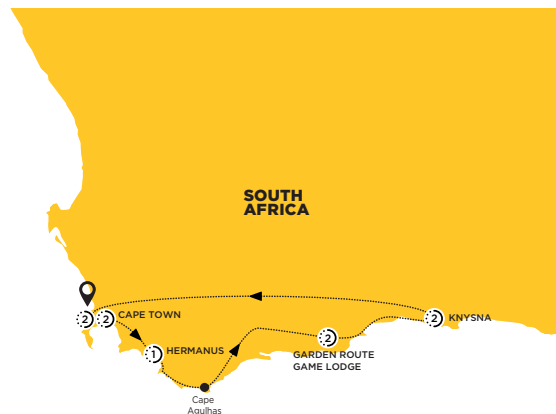 SOUTH
AFRICA
2
2
CAPE TOWN
1
HERMANUS
2
GARDEN ROUTE
GAME LODGE
2
KNYSNA
Cape
Agulhas